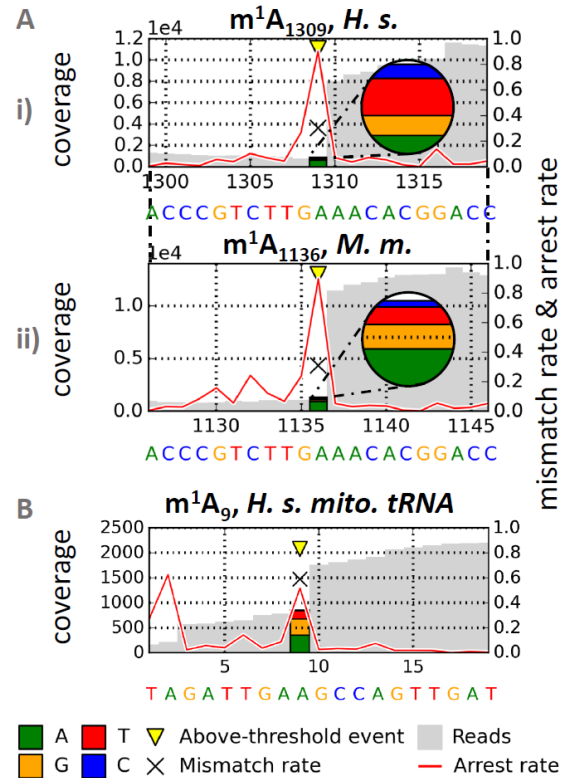 A m¹A₁₃₀₉, H. s.
i)
1e4
coverage
1.2
1.0
0.8
0.6
0.4
0.2
0.0
1.0
0.8
0.6
0.4
0.2
0.0
1300 1305 1310 1315
ACCCGTCTTGAAACACGGACC
m¹A₁₁₃₆, M. m.
ii)
1e4
coverage
1.0
0.5
0.0
1.0
0.8
0.6
0.4
0.2
0.0
1130 1135 1140 1145
ACCCGTCTTGAAACACGGACC
mismatch rate & arrest rate
B m¹A₉, H. s. mito. tRNA
coverage
2500
2000
1500
1000
500
0
1.0
0.8
0.6
0.4
0.2
0.0
5 10 15
TAGATTGAAGCCAGTTGAT
A T Above-threshold event Reads
G C Mismatch rate Arrest rate